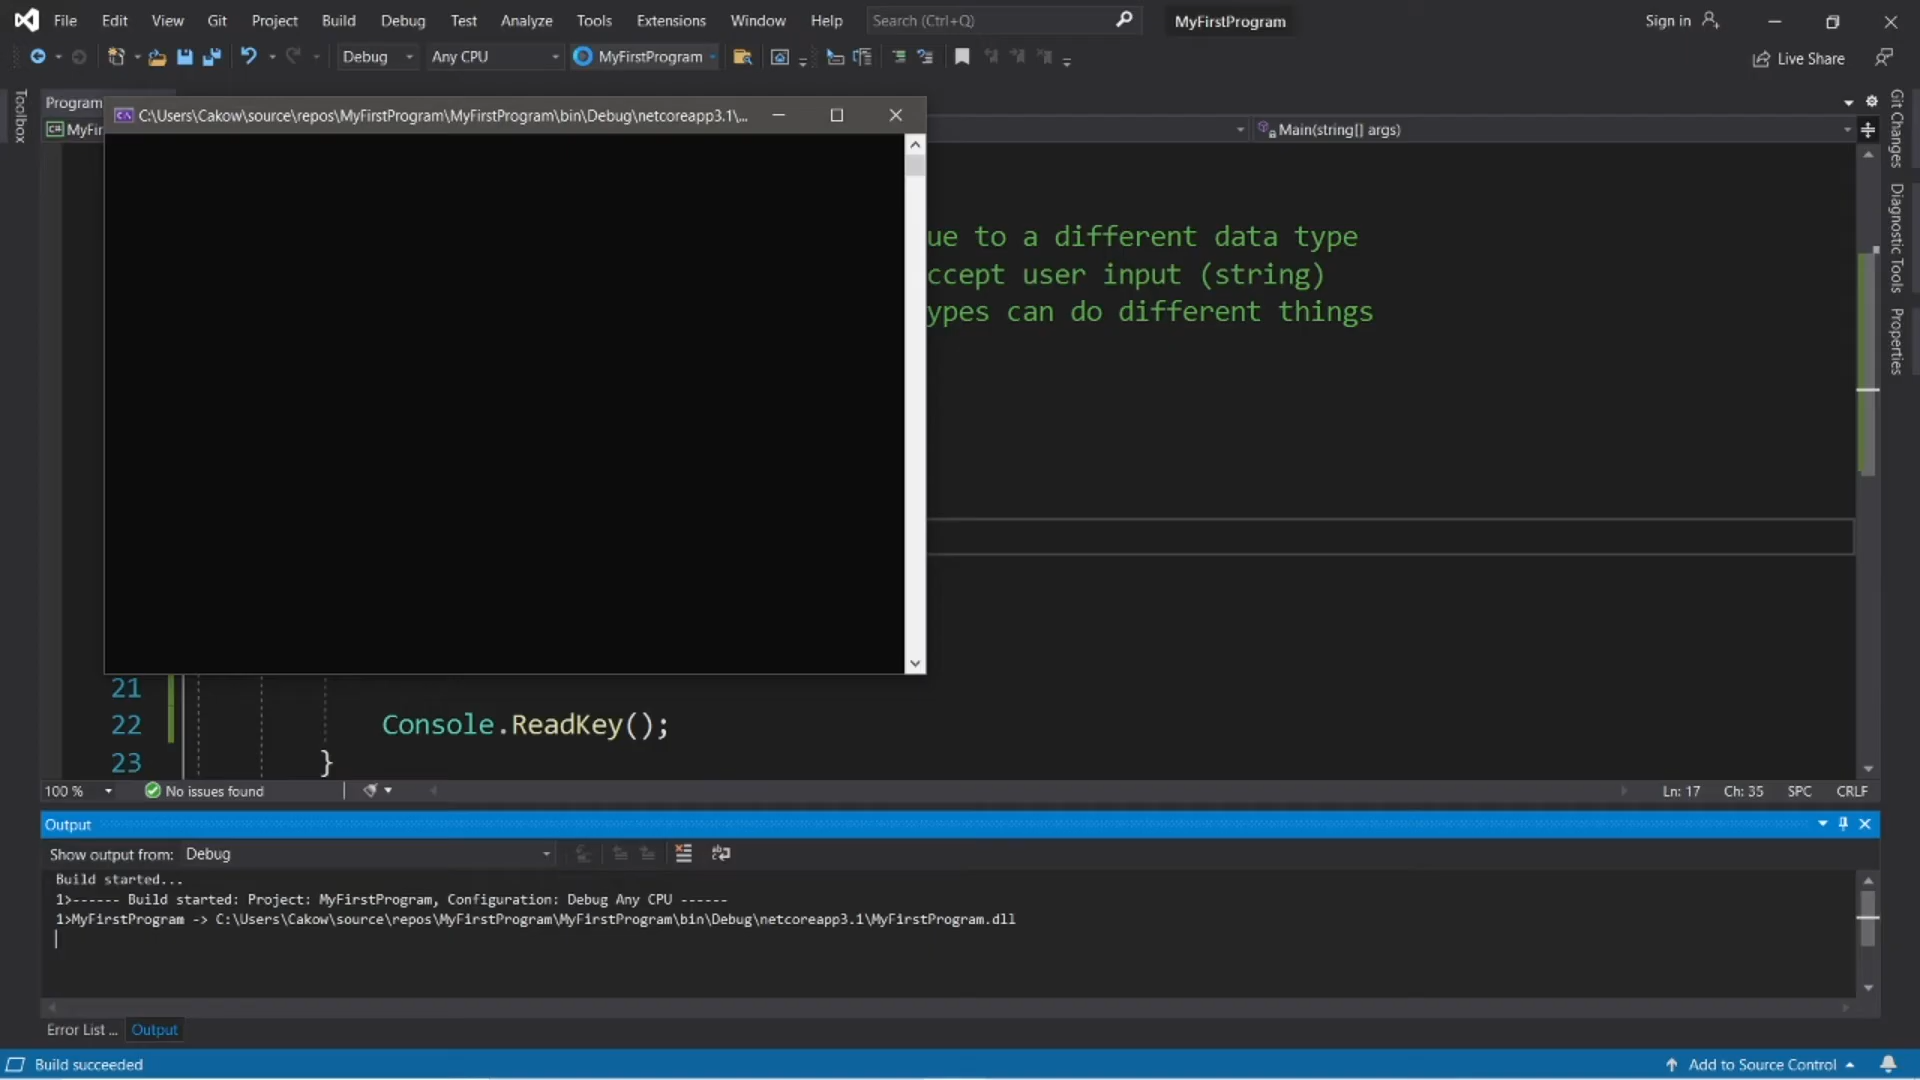 File Edit View Git Project Build Debug Test Analyze Tools Extensions Window Help Search (Ctrl+Q) MyFirstProgram Sign in
Debug Any CPU MyFirstProgram Live Share
Toolbox
Program
C:\Users\Cakow\source\repos\MyFirstProgram\MyFirstProgram\bin\Debug\netcoreapp3.1\...
C# MyFir
Main(string[] args)
Git Changes
Diagnostic Tools
Properties
ue to a different data type
ccept user input (string)
ypes can do different things
21
22 Console.ReadKey();
23 }
100 % No issues found Ln: 17 Ch: 35 SPC CRLF
Output
Show output from: Debug
Build started...
1>------ Build started: Project: MyFirstProgram, Configuration: Debug Any CPU ------
1>MyFirstProgram -> C:\Users\Cakow\source\repos\MyFirstProgram\MyFirstProgram\bin\Debug\netcoreapp3.1\MyFirstProgram.dll
Error List ... Output
Build succeeded Add to Source Control